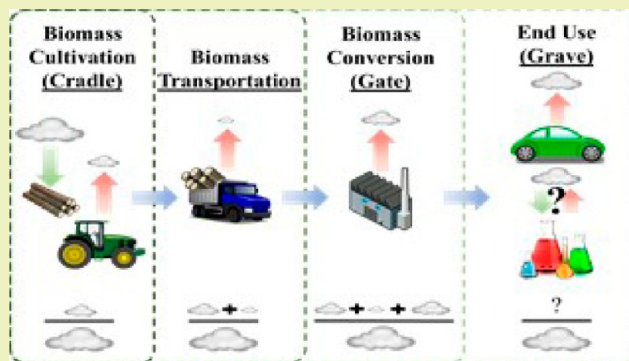 Biomass
Cultivation
(Cradle)
Biomass
Transportation
Biomass
Conversion
(Gate)
End Use
(Grave)
?
+
+ +
?